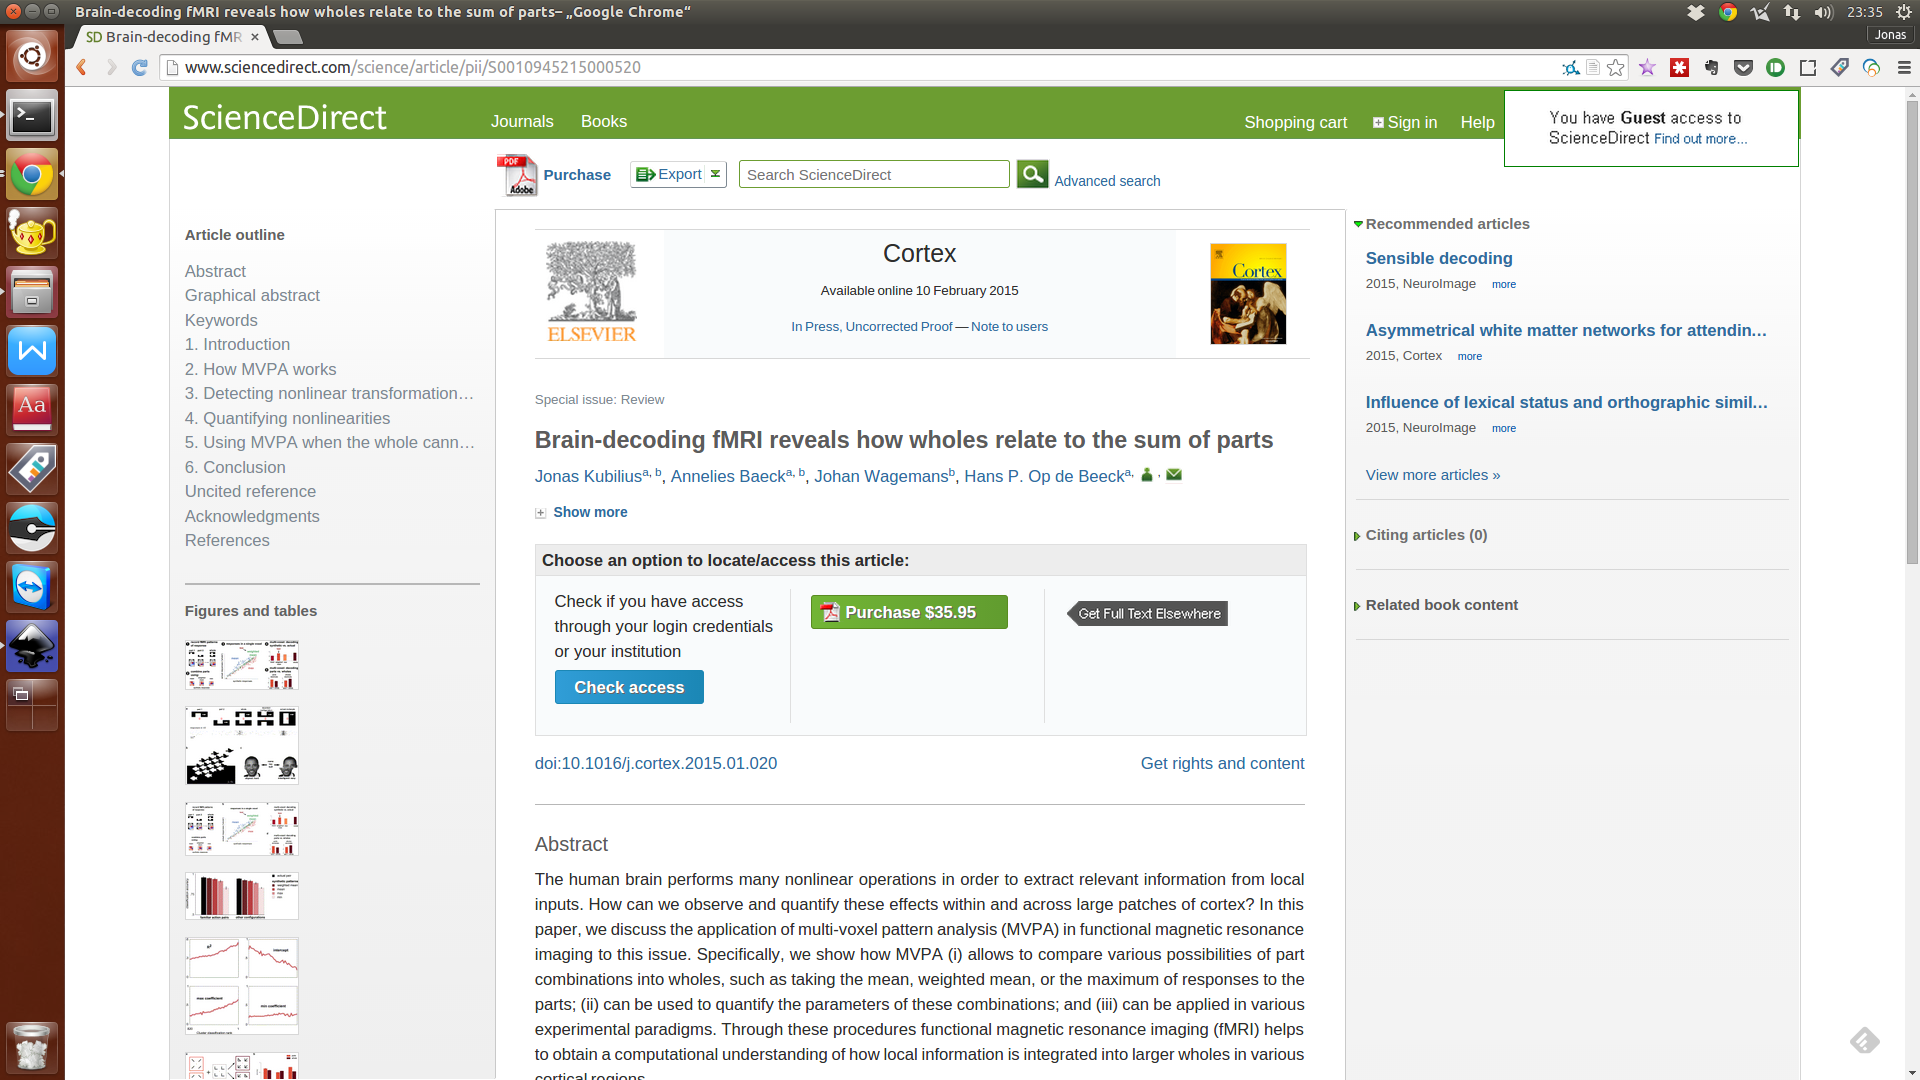 Brain-decoding fMRI reveals how wholes relate to the sum of parts– „Google Chrome“
23:35
SD Brain-decoding fMR
Jonas
www.sciencedirect.com/science/article/pii/S0010945215000520
ScienceDirect
Journals
Books
Shopping cart
Sign in
Help
You have Guest access to
ScienceDirect Find out more...
PDF
Adobe
Purchase
Export
Search ScienceDirect
Advanced search
Article outline
Abstract
Graphical abstract
Keywords
1. Introduction
2. How MVPA works
3. Detecting nonlinear transformation…
4. Quantifying nonlinearities
5. Using MVPA when the whole cann…
6. Conclusion
Uncited reference
Acknowledgments
References
Figures and tables
ELSEVIER
Cortex
Available online 10 February 2015
In Press, Uncorrected Proof — Note to users
Cortex
Special issue: Review
Brain-decoding fMRI reveals how wholes relate to the sum of parts
Jonas Kubilius a, b, Annelies Baeck a, b, Johan Wagemans b, Hans P. Op de Beeck a, ,
Show more
Choose an option to locate/access this article:
Check if you have access
through your login credentials
or your institution
Check access
Purchase $35.95
Get Full Text Elsewhere
doi:10.1016/j.cortex.2015.01.020
Get rights and content
Abstract
The human brain performs many nonlinear operations in order to extract relevant information from local
inputs. How can we observe and quantify these effects within and across large patches of cortex? In this
paper, we discuss the application of multi-voxel pattern analysis (MVPA) in functional magnetic resonance
imaging to this issue. Specifically, we show how MVPA (i) allows to compare various possibilities of part
combinations into wholes, such as taking the mean, weighted mean, or the maximum of responses to the
parts; (ii) can be used to quantify the parameters of these combinations; and (iii) can be applied in various
experimental paradigms. Through these procedures functional magnetic resonance imaging (fMRI) helps
to obtain a computational understanding of how local information is integrated into larger wholes in various
cortical regions.
Recommended articles
Sensible decoding
2015, NeuroImage more
Asymmetrical white matter networks for attendin…
2015, Cortex more
Influence of lexical status and orthographic simil…
2015, NeuroImage more
View more articles »
Citing articles (0)
Related book content
Aa